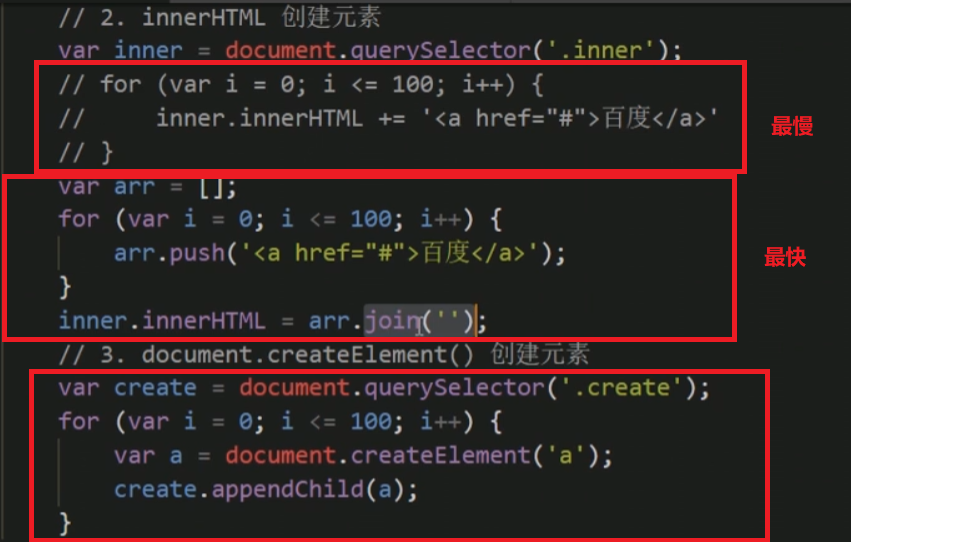 // 2. innerHTML 创建元素
var inner = document.querySelector('.inner');
// for (var i = 0; i <= 100; i++) {
//     inner.innerHTML += '<a href="#">百度</a>'
// }
最慢
var arr = [];
for (var i = 0; i <= 100; i++) {
    arr.push('<a href="#">百度</a>');
}
最快
inner.innerHTML = arr.join('');
// 3. document.createElement() 创建元素
var create = document.querySelector('.create');
for (var i = 0; i <= 100; i++) {
    var a = document.createElement('a');
    create.appendChild(a);
}